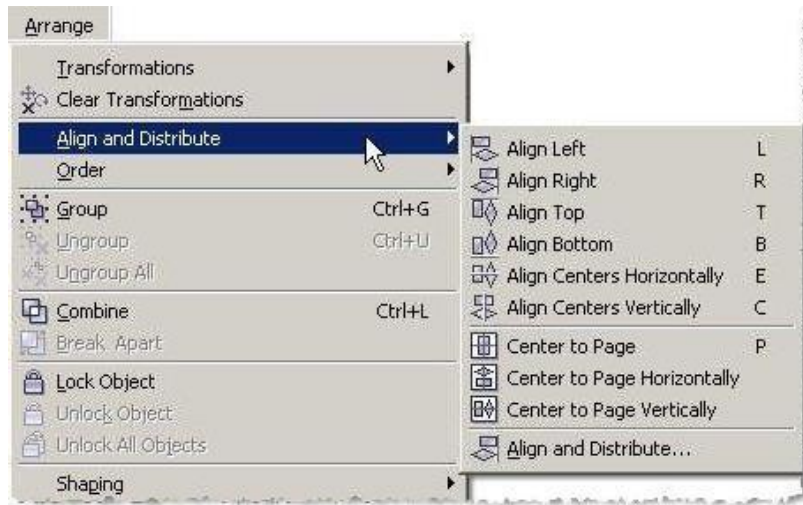 Arrange
Transformations
Clear Transformations
Align and Distribute
Order
Group Ctrl+G
Ungroup Ctrl+U
Ungroup All
Combine Ctrl+L
Break Apart
Lock Object
Unlock Object
Unlock All Objects
Shaping
Align Left L
Align Right R
Align Top T
Align Bottom B
Align Centers Horizontally E
Align Centers Vertically C
Center to Page P
Center to Page Horizontally
Center to Page Vertically
Align and Distribute...